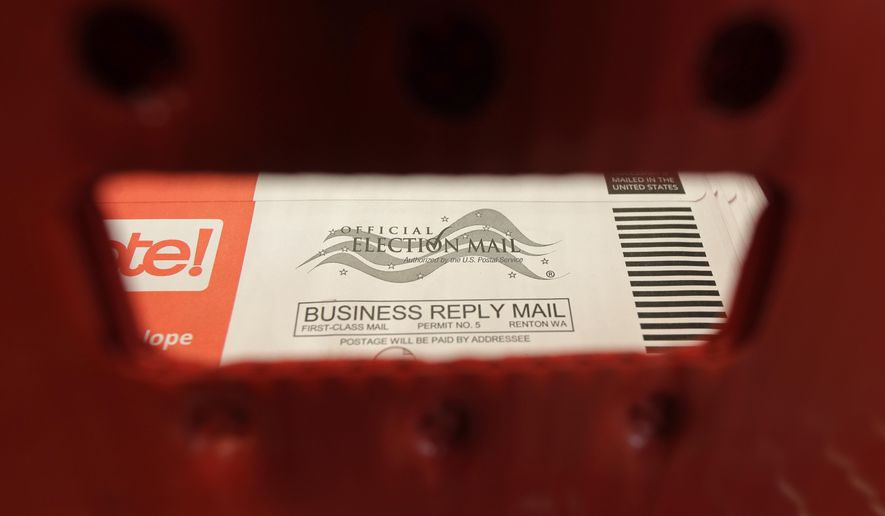 MAILED IN THE
UNITED STATES
ote!
OFFICIAL
ELECTION MAIL
Authorized by the U.S. Postal Service
®
BUSINESS REPLY MAIL
FIRST-CLASS MAIL PERMIT NO. 5 RENTON WA
POSTAGE WILL BE PAID BY ADDRESSEE
lope